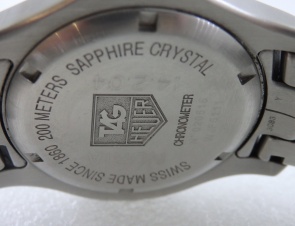 200 METERS SAPPHIRE CRYSTAL
TAG
HEUER
CHRONOMETER
SWISS MADE SINCE 1860